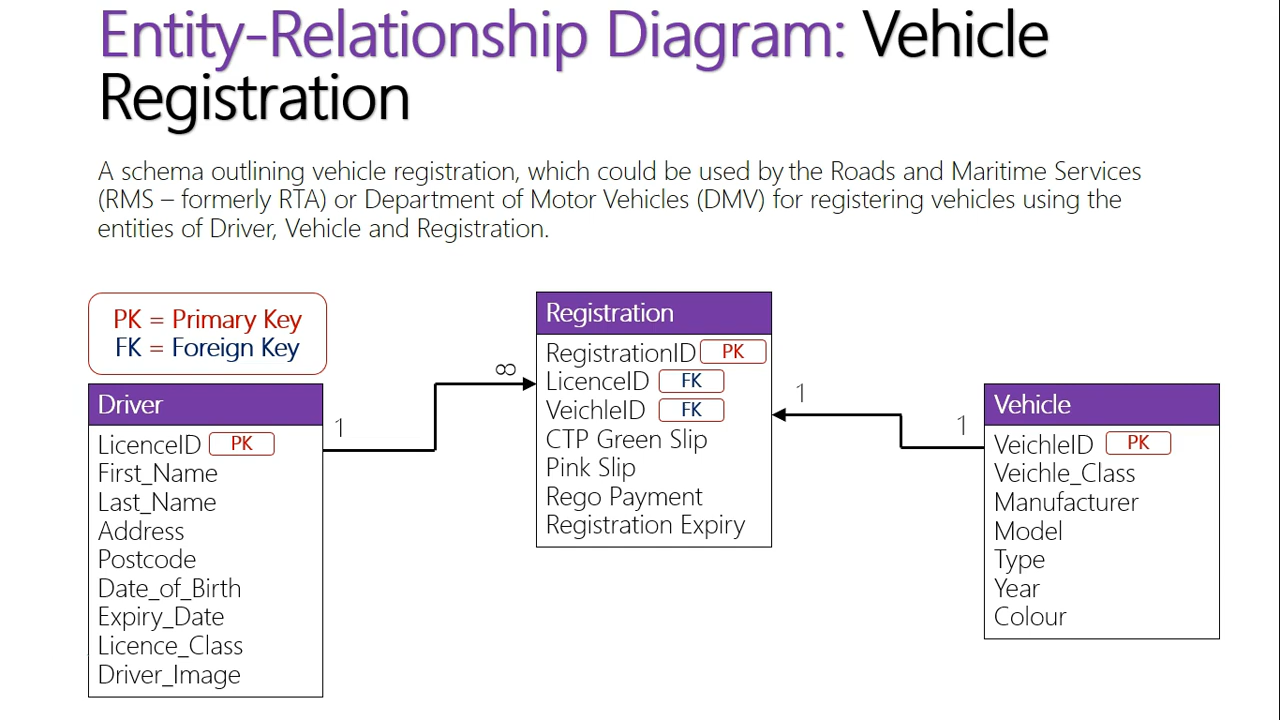 Entity-Relationship Diagram: Vehicle
Registration
A schema outlining vehicle registration, which could be used by the Roads and Maritime Services
(RMS – formerly RTA) or Department of Motor Vehicles (DMV) for registering vehicles using the
entities of Driver, Vehicle and Registration.
PK = Primary Key
FK = Foreign Key
Driver
LicenceID PK
First_Name
Last_Name
Address
Postcode
Date_of_Birth
Expiry_Date
Licence_Class
Driver_Image
1
∞
Registration
RegistrationID PK
LicenceID FK
VeichleID FK
CTP Green Slip
Pink Slip
Rego Payment
Registration Expiry
1
1
Vehicle
VeichleID PK
Veichle_Class
Manufacturer
Model
Type
Year
Colour